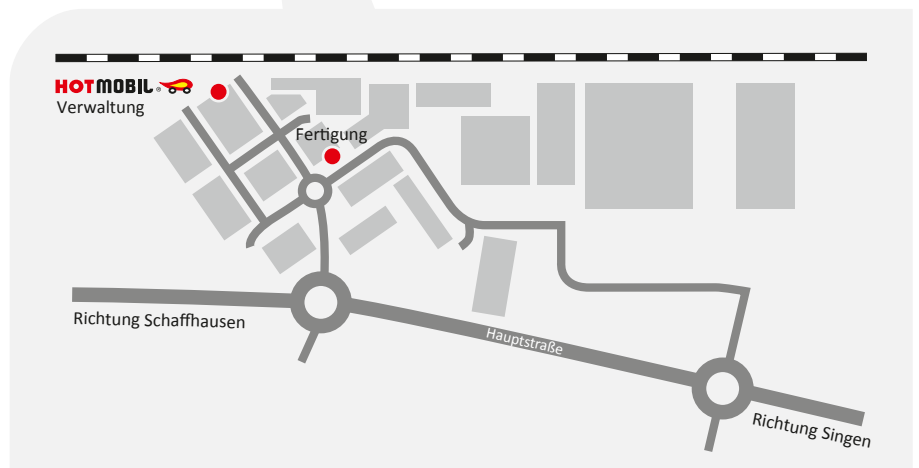 HOTMOBIL®
Verwaltung
Fertigung
Richtung Schaffhausen
Hauptstraße
Richtung Singen